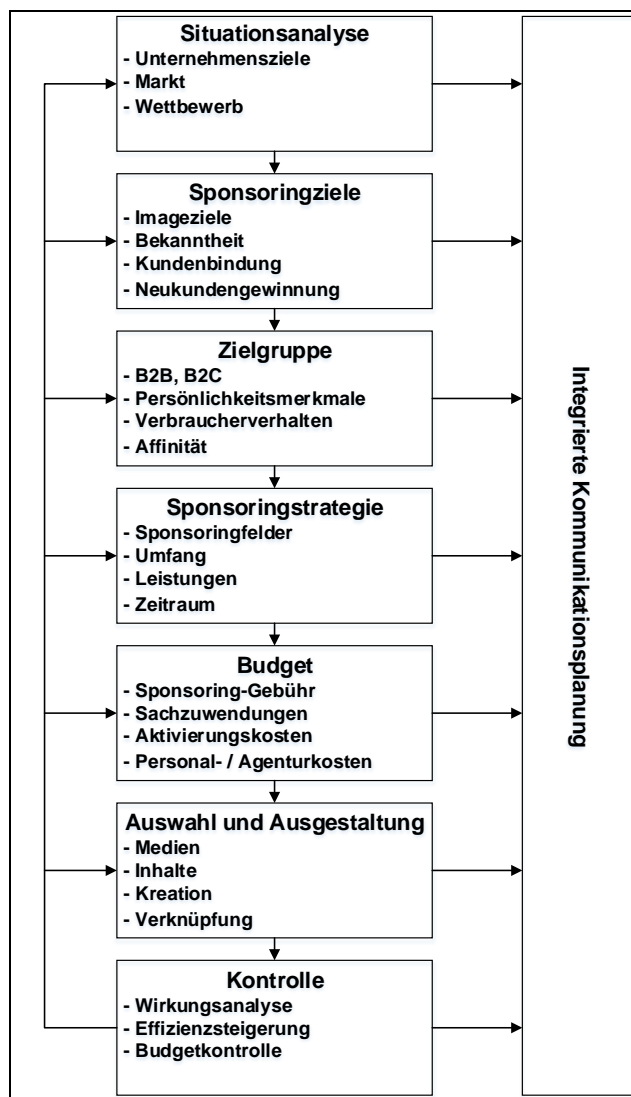 Situationsanalyse
- Unternehmensziele
- Markt
- Wettbewerb
Sponsoringziele
- Imageziele
- Bekanntheit
- Kundenbindung
- Neukundengewinnung
Zielgruppe
- B2B, B2C
- Persönlichkeitsmerkmale
- Verbraucherverhalten
- Affinität
Sponsoringstrategie
- Sponsoringfelder
- Umfang
- Leistungen
- Zeitraum
Budget
- Sponsoring-Gebühr
- Sachzuwendungen
- Aktivierungskosten
- Personal- / Agenturkosten
Auswahl und Ausgestaltung
- Medien
- Inhalte
- Kreation
- Verknüpfung
Kontrolle
- Wirkungsanalyse
- Effizienzsteigerung
- Budgetkontrolle
Integrierte Kommunikationsplanung